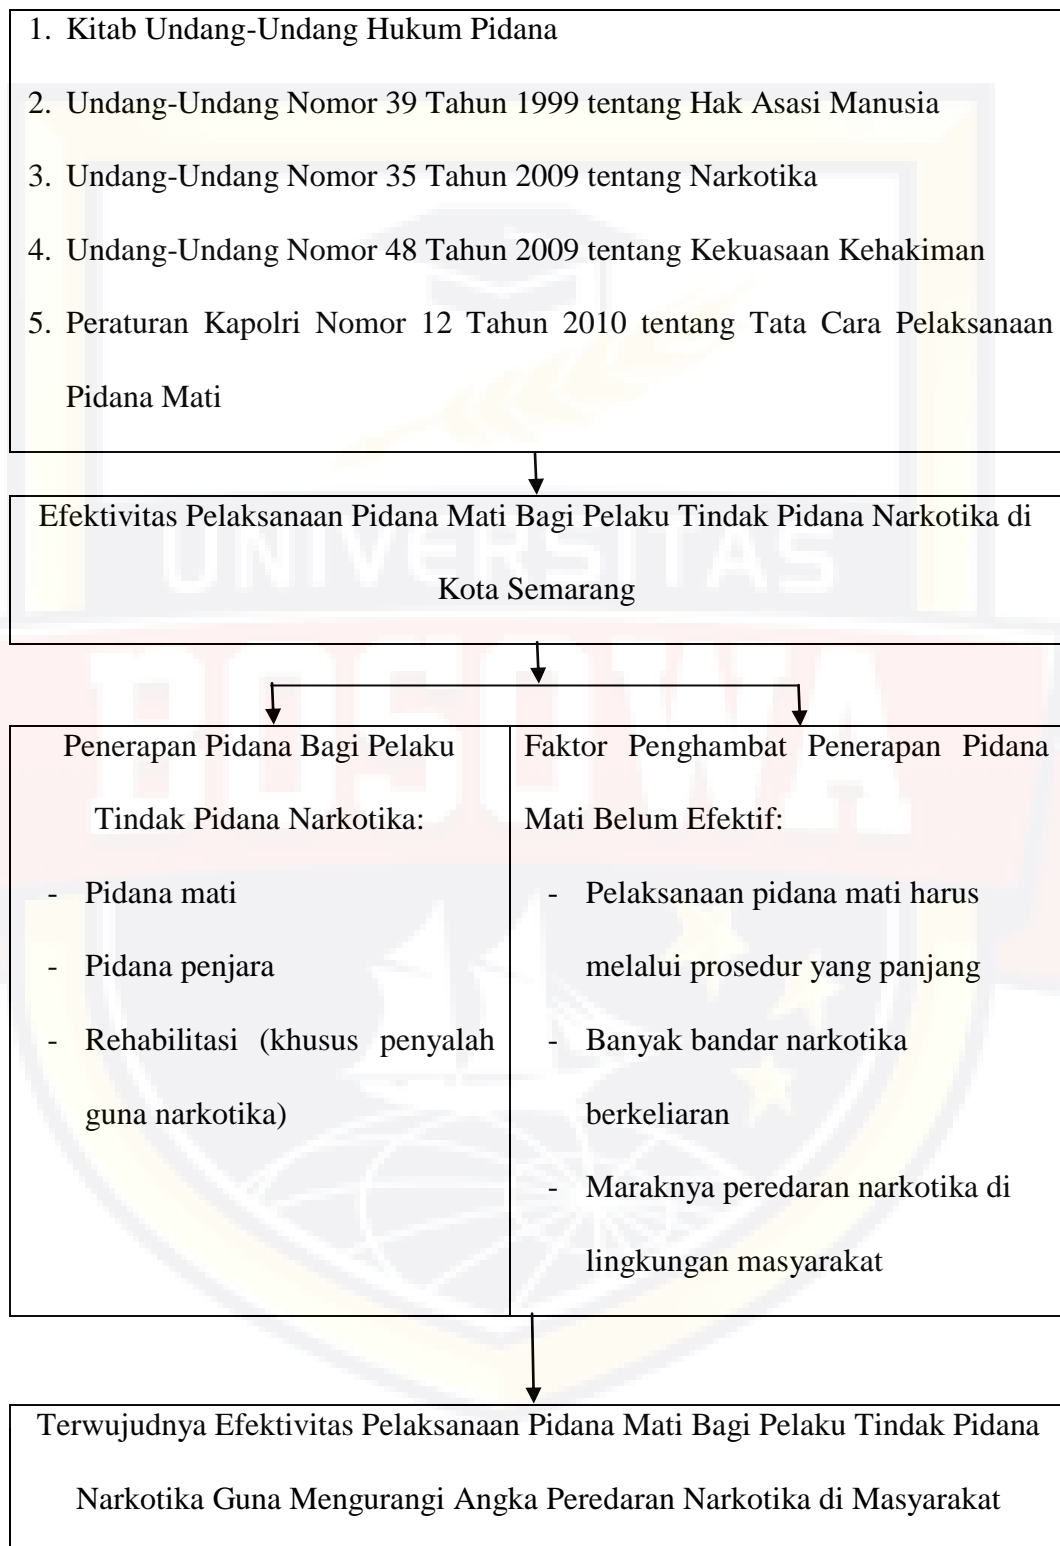 1. Kitab Undang-Undang Hukum Pidana
2. Undang-Undang Nomor 39 Tahun 1999 tentang Hak Asasi Manusia
3. Undang-Undang Nomor 35 Tahun 2009 tentang Narkotika
4. Undang-Undang Nomor 48 Tahun 2009 tentang Kekuasaan Kehakiman
5. Peraturan Kapolri Nomor 12 Tahun 2010 tentang Tata Cara Pelaksanaan
Pidana Mati
Efektivitas Pelaksanaan Pidana Mati Bagi Pelaku Tindak Pidana Narkotika di
Kota Semarang
UNIVERSITAS
BOSOWA
Penerapan Pidana Bagi Pelaku
Tindak Pidana Narkotika:
- Pidana mati
- Pidana penjara
- Rehabilitasi (khusus penyalah
guna narkotika)
Faktor Penghambat Penerapan Pidana
Mati Belum Efektif:
- Pelaksanaan pidana mati harus
melalui prosedur yang panjang
- Banyak bandar narkotika
berkeliaran
- Maraknya peredaran narkotika di
lingkungan masyarakat
Terwujudnya Efektivitas Pelaksanaan Pidana Mati Bagi Pelaku Tindak Pidana
Narkotika Guna Mengurangi Angka Peredaran Narkotika di Masyarakat